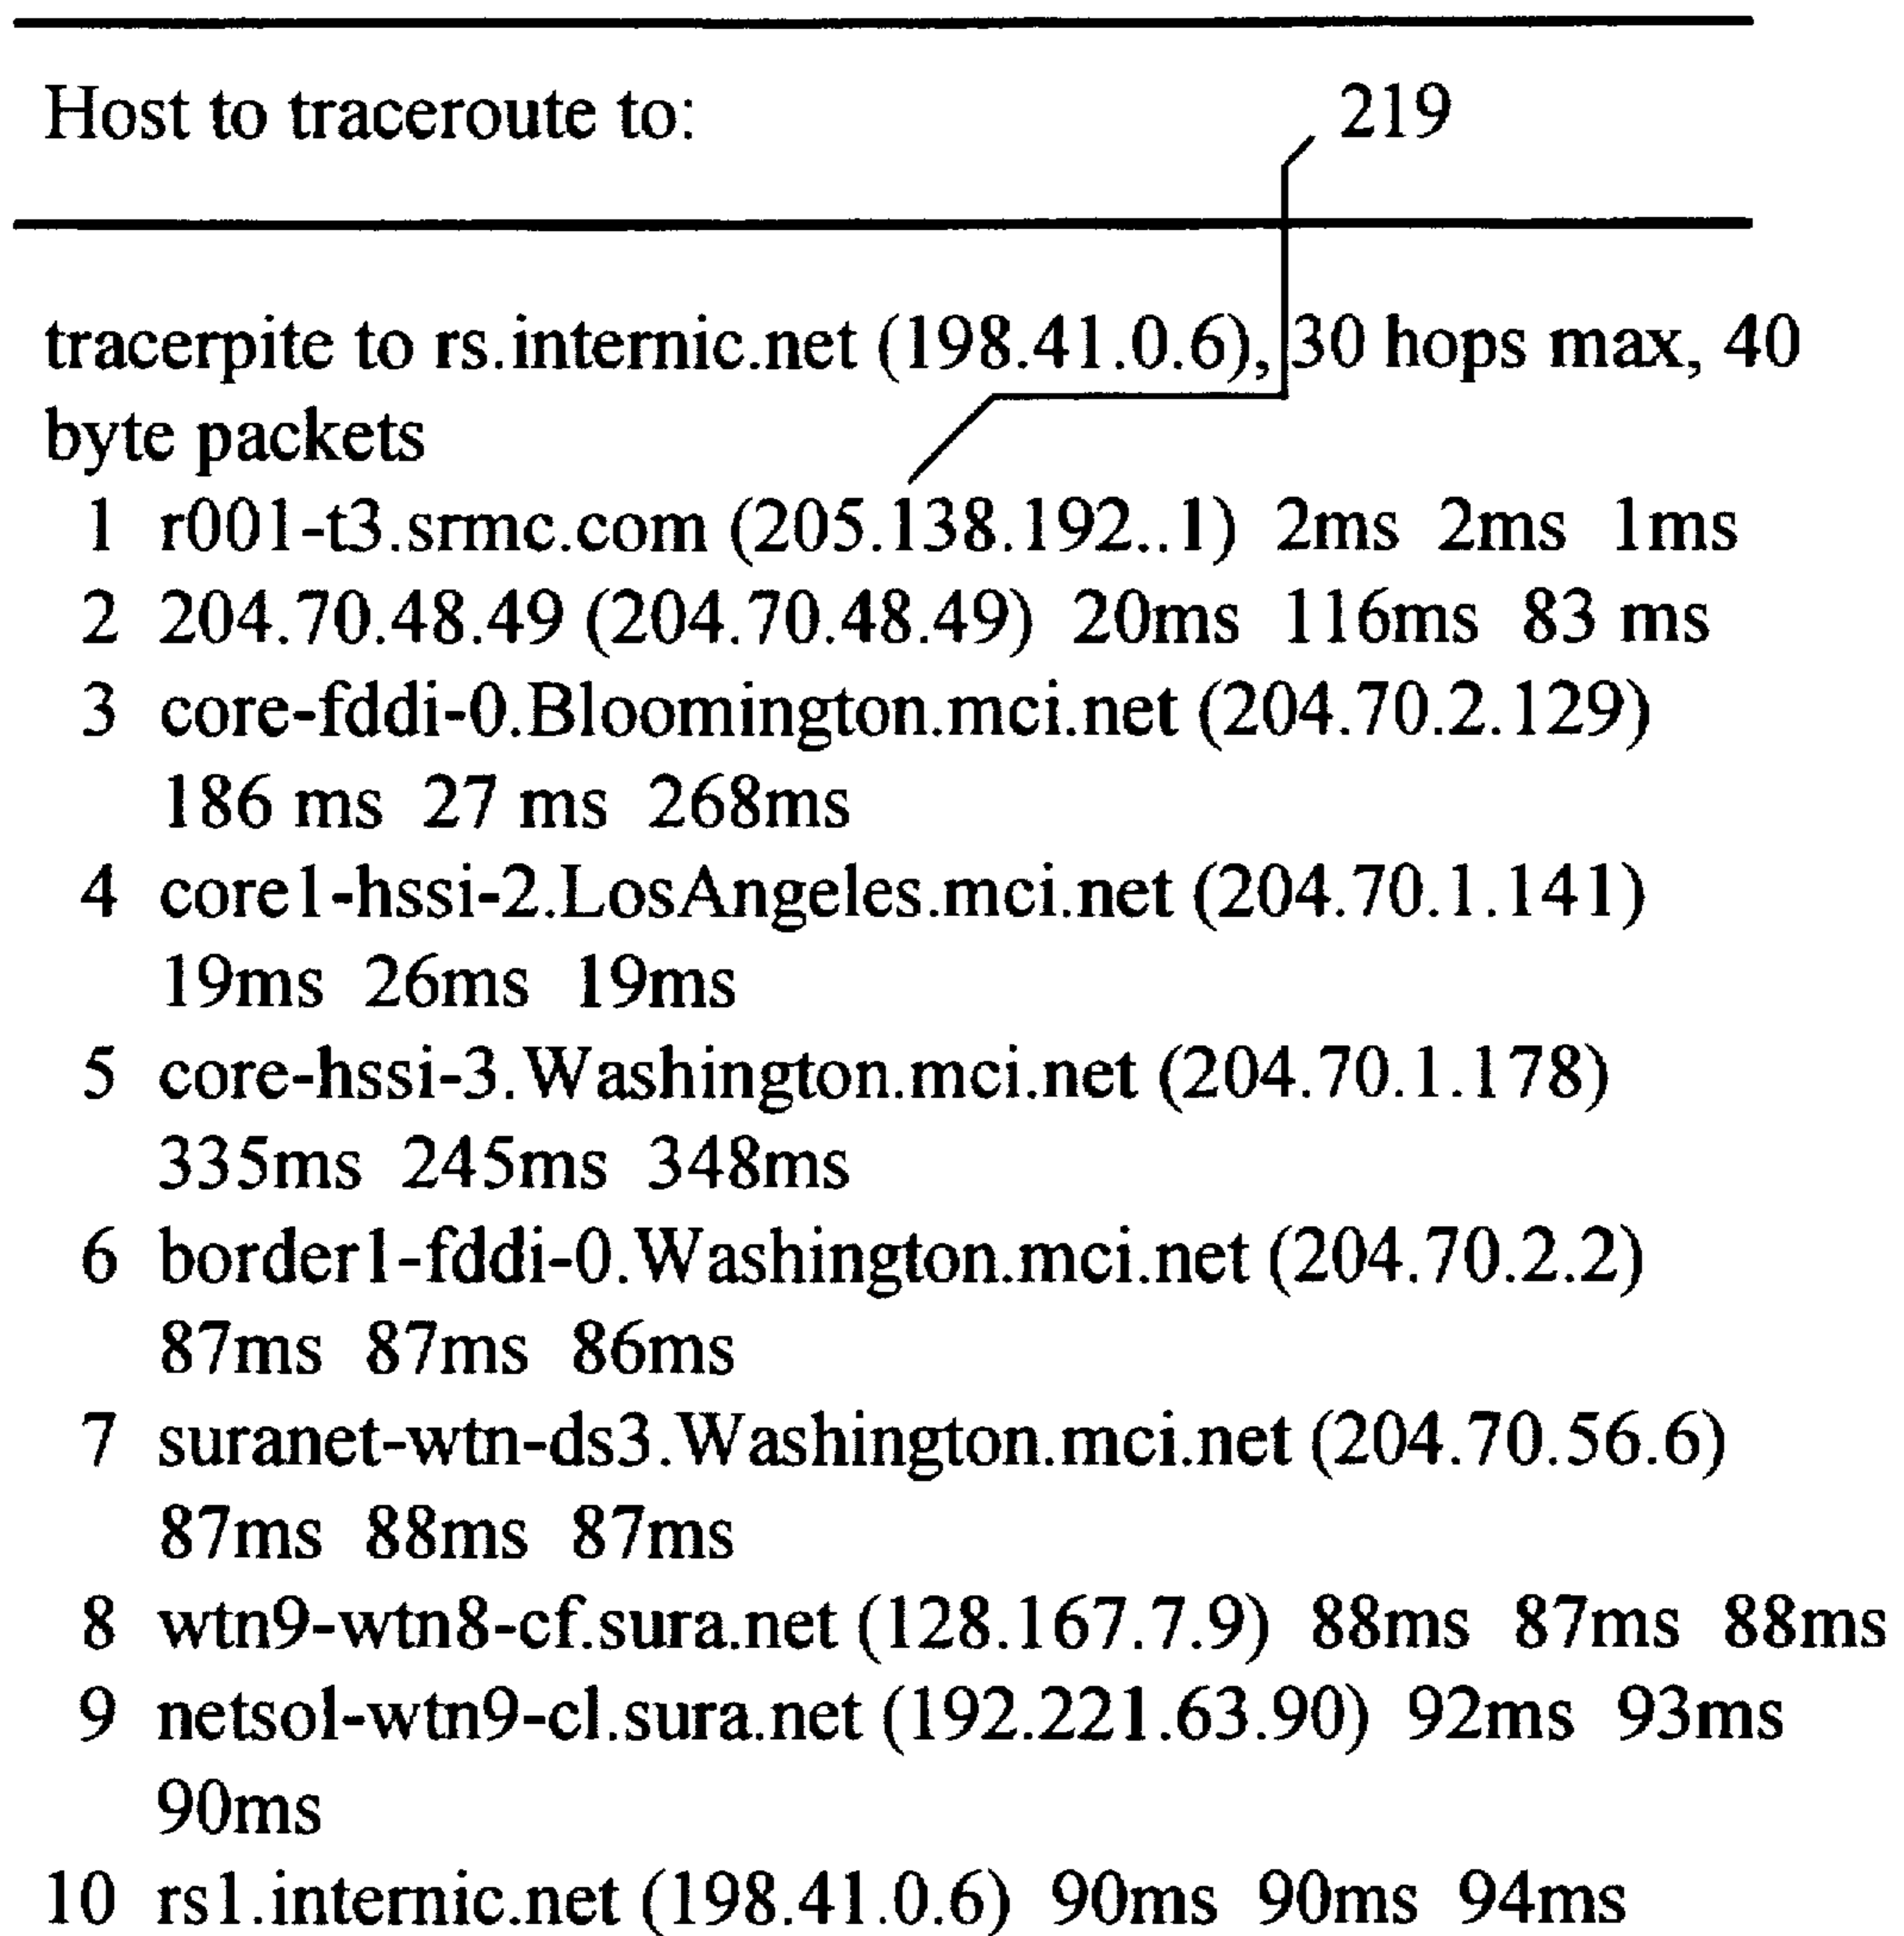 Host to traceroute to:
219
tracerpite to rs.internic.net (198.41.0.6), 30 hops max, 40
byte packets
1 r001-t3.srmc.com (205.138.192..1) 2ms 2ms 1ms
2 204.70.48.49 (204.70.48.49) 20ms 116ms 83 ms
3 core-fddi-0.Bloomington.mci.net (204.70.2.129)
186 ms 27 ms 268ms
4 core1-hssi-2.LosAngeles.mci.net (204.70.1.141)
19ms 26ms 19ms
5 core-hssi-3.Washington.mci.net (204.70.1.178)
335ms 245ms 348ms
6 border1-fddi-0.Washington.mci.net (204.70.2.2)
87ms 87ms 86ms
7 suranet-wtn-ds3.Washington.mci.net (204.70.56.6)
87ms 88ms 87ms
8 wtn9-wtn8-cf.sura.net (128.167.7.9) 88ms 87ms 88ms
9 netsol-wtn9-cl.sura.net (192.221.63.90) 92ms 93ms
90ms
10 rs1.internic.net (198.41.0.6) 90ms 90ms 94ms